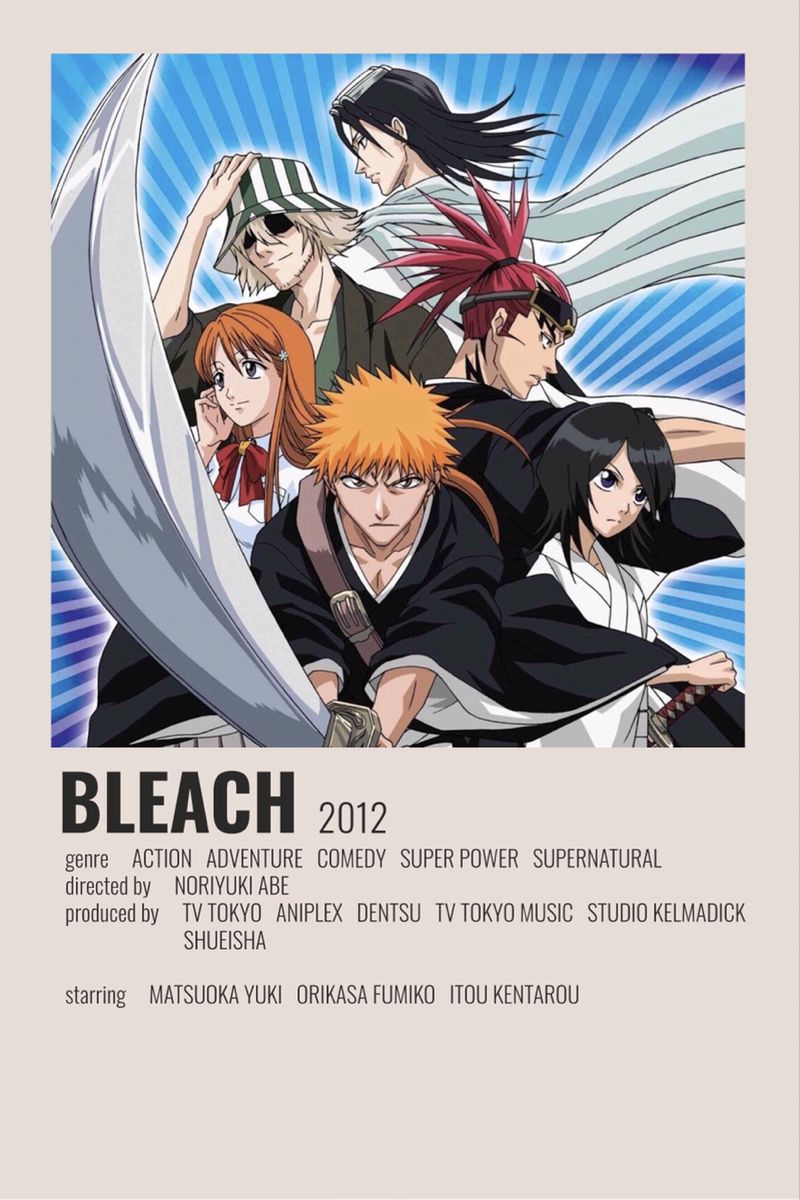 BLEACH 2012
genre ACTION ADVENTURE COMEDY SUPER POWER SUPERNATURAL
directed by NORIYUKI ABE
produced by TV TOKYO ANIPLEX DENTSU TV TOKYO MUSIC STUDIO KELMADICK
SHUEISHA
starring MATSUOKA YUKI ORIKASA FUMIKO ITOU KENTAROU